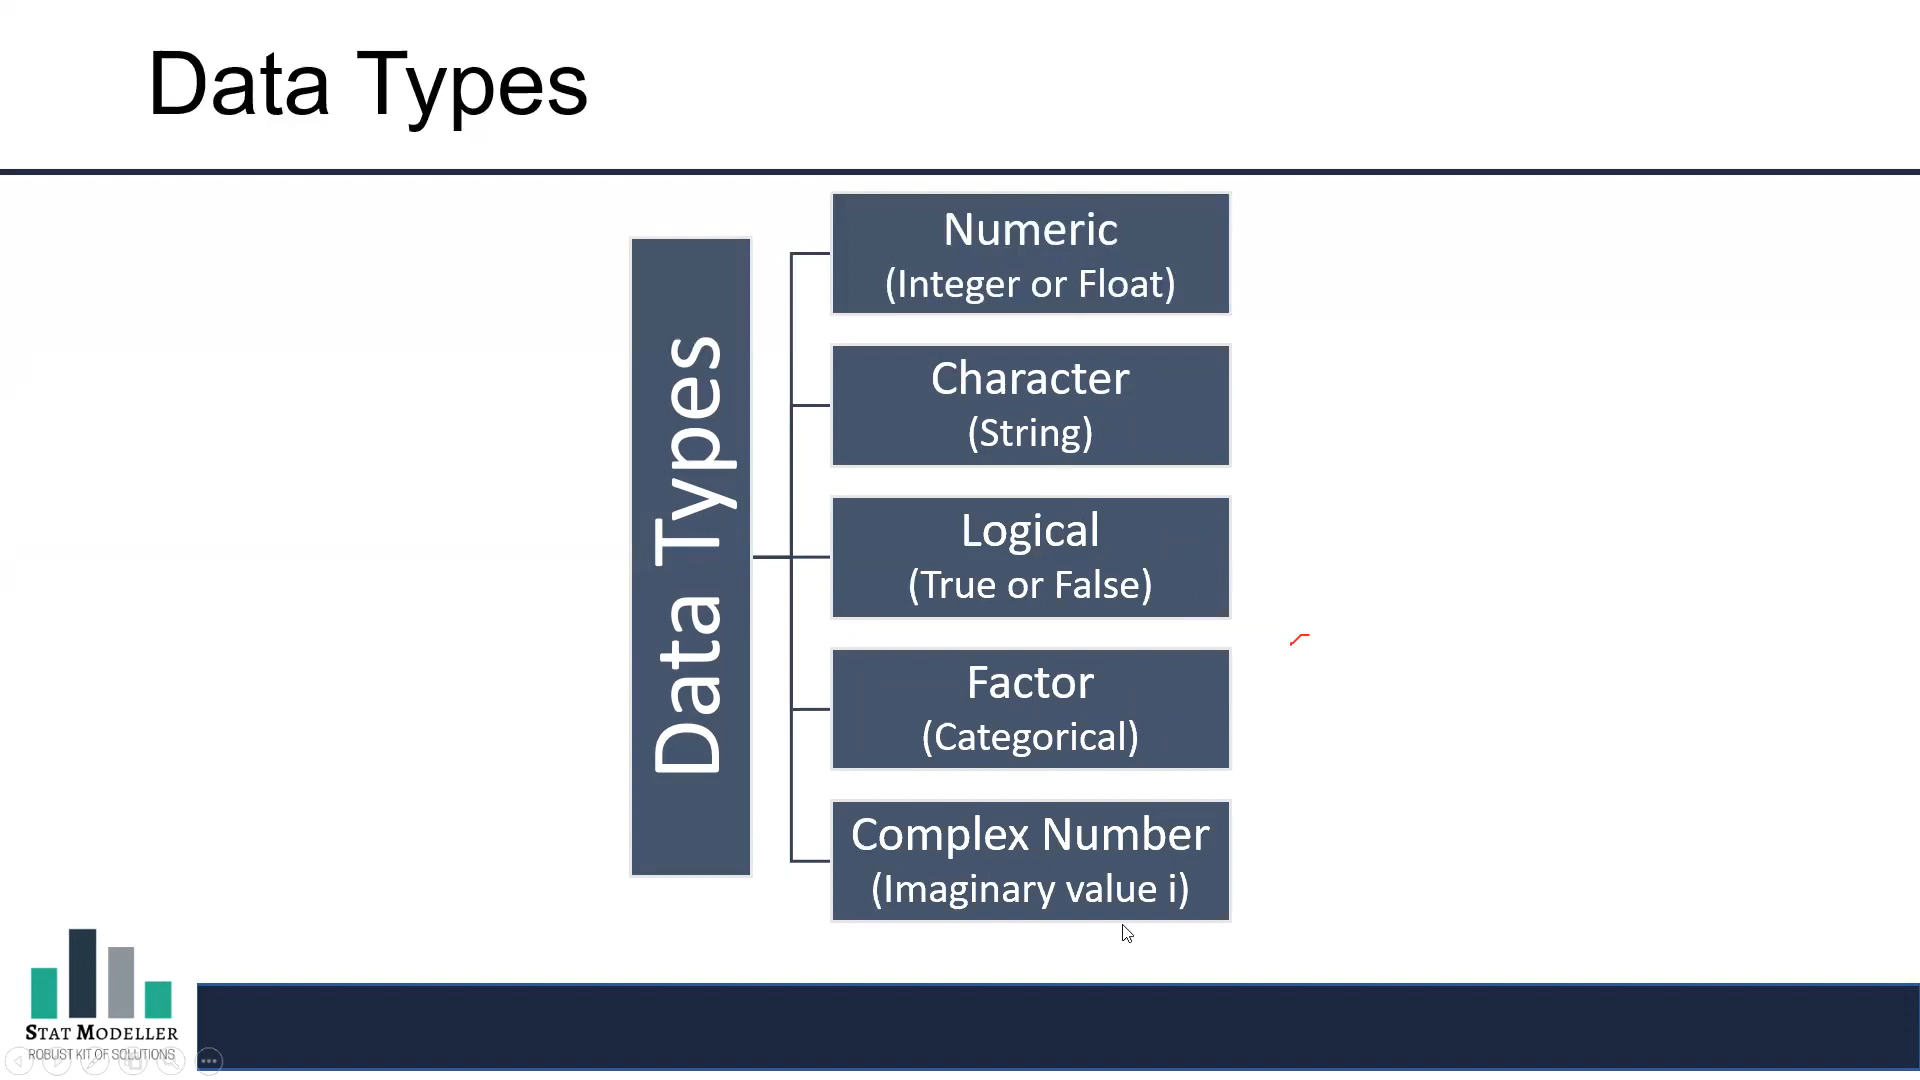 Data Types
Data Types
Numeric
(Integer or Float)
Character
(String)
Logical
(True or False)
Factor
(Categorical)
Complex Number
(Imaginary value i)
STAT MODELLER
ROBUST KIT OF SOLUTIONS